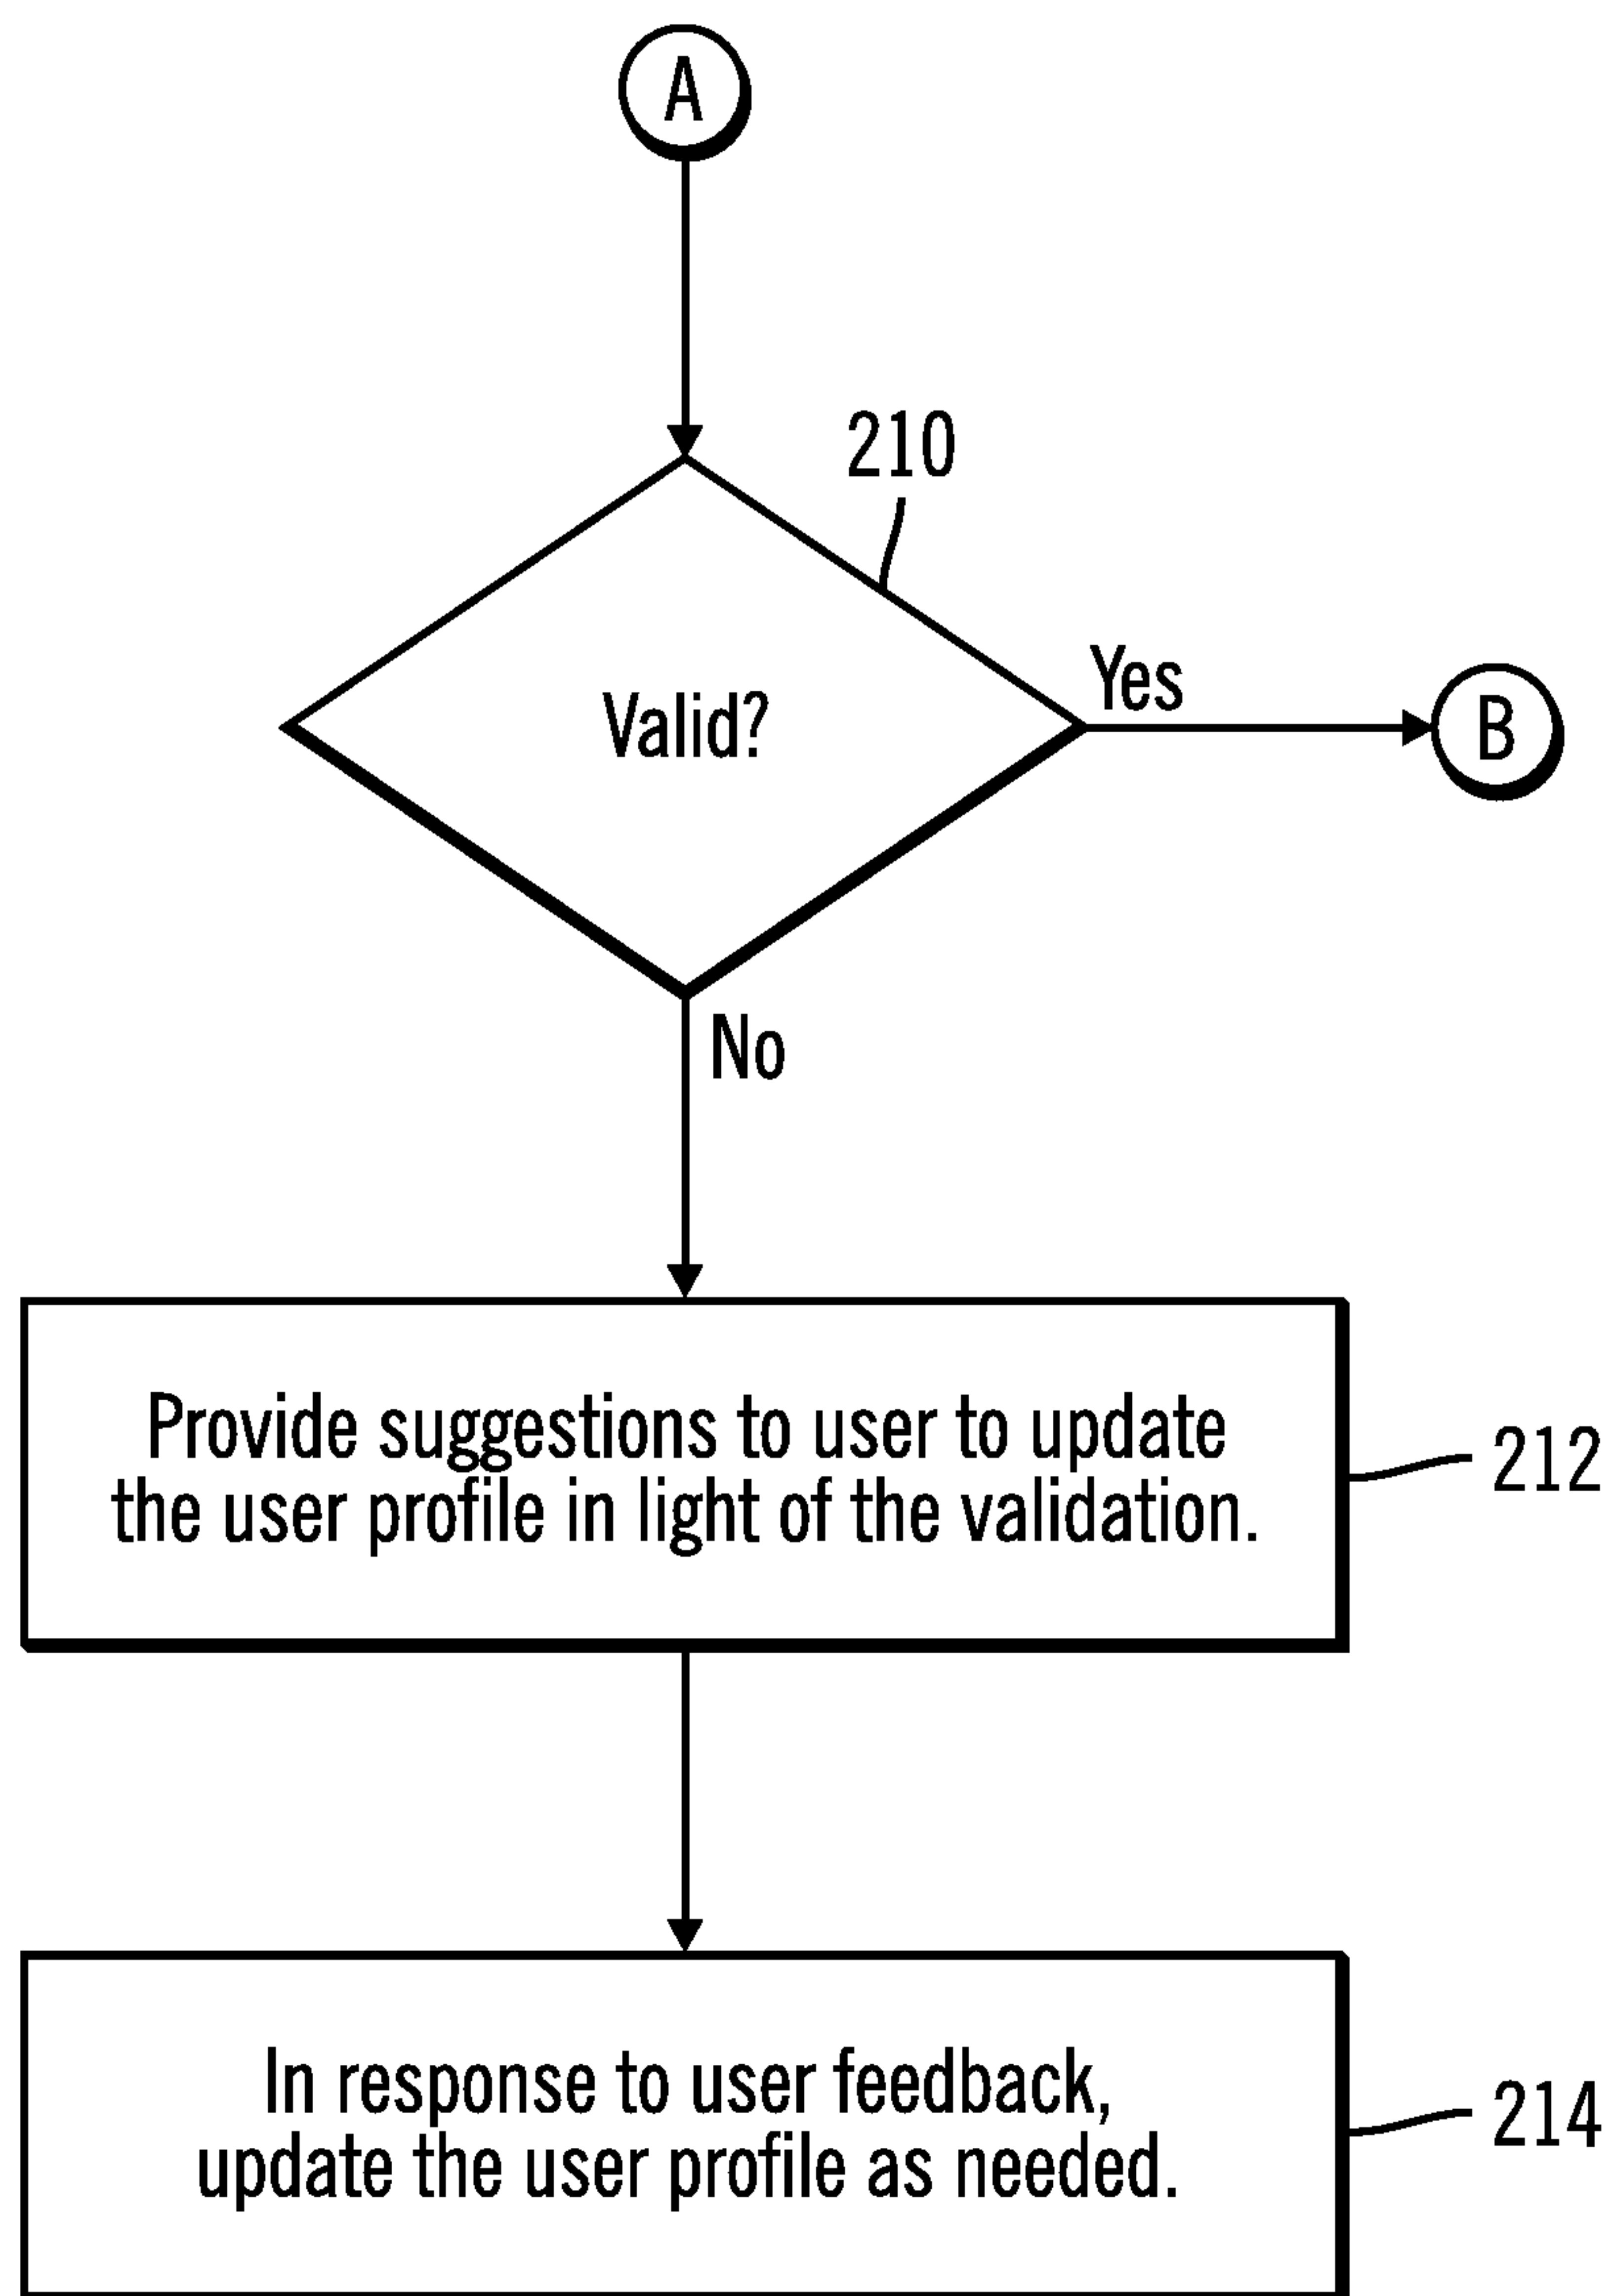 A
210
Valid?
Yes
B
No
Provide suggestions to user to update
the user profile in light of the validation.
212
In response to user feedback,
update the user profile as needed.
214